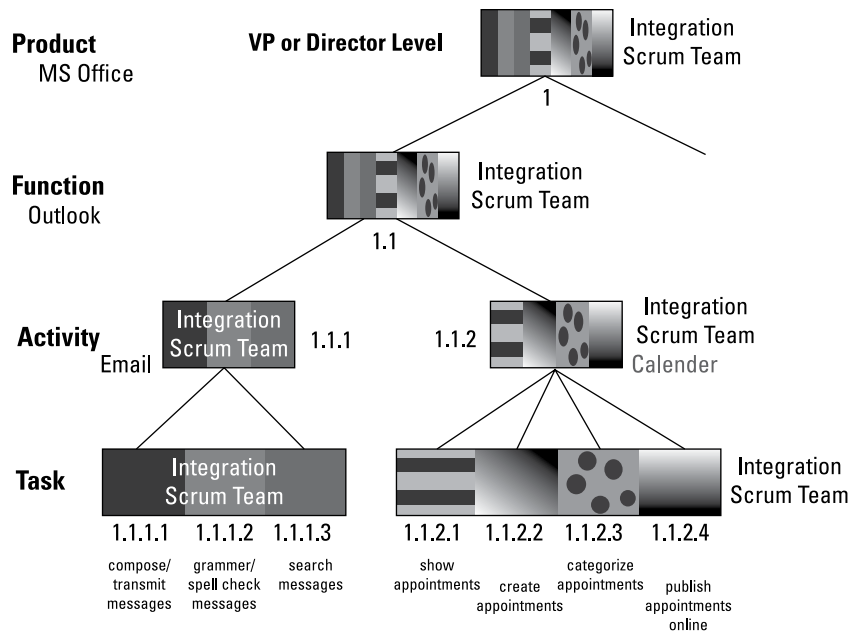 Product
MS Office
VP or Director Level
Integration
Scrum Team
1
Function
Outlook
Integration
Scrum Team
1.1
Activity
Email
Integration
Scrum Team
1.1.1
1.1.2
Integration
Scrum Team
Calender
Task
Integration
Scrum Team
Integration
Scrum Team
1.1.1.1
1.1.1.2
1.1.1.3
1.1.2.1
1.1.2.2
1.1.2.3
1.1.2.4
compose/
transmit
messages
grammer/
spell check
messages
search
messages
show
appointments
create
appointments
categorize
appointments
publish
appointments
online